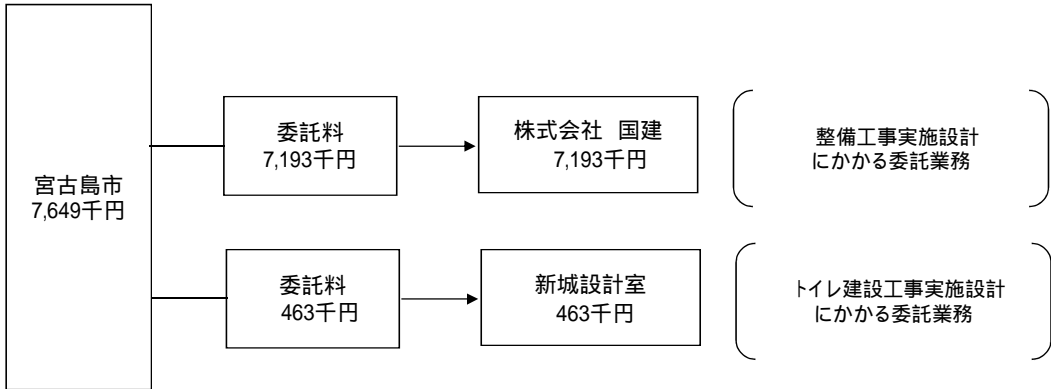 宮古島市
7,649千円
委託料
7,193千円
株式会社 国建
7,193千円
整備工事実施設計
にかかる委託業務
委託料
463千円
新城設計室
463千円
トイレ建設工事実施設計
にかかる委託業務